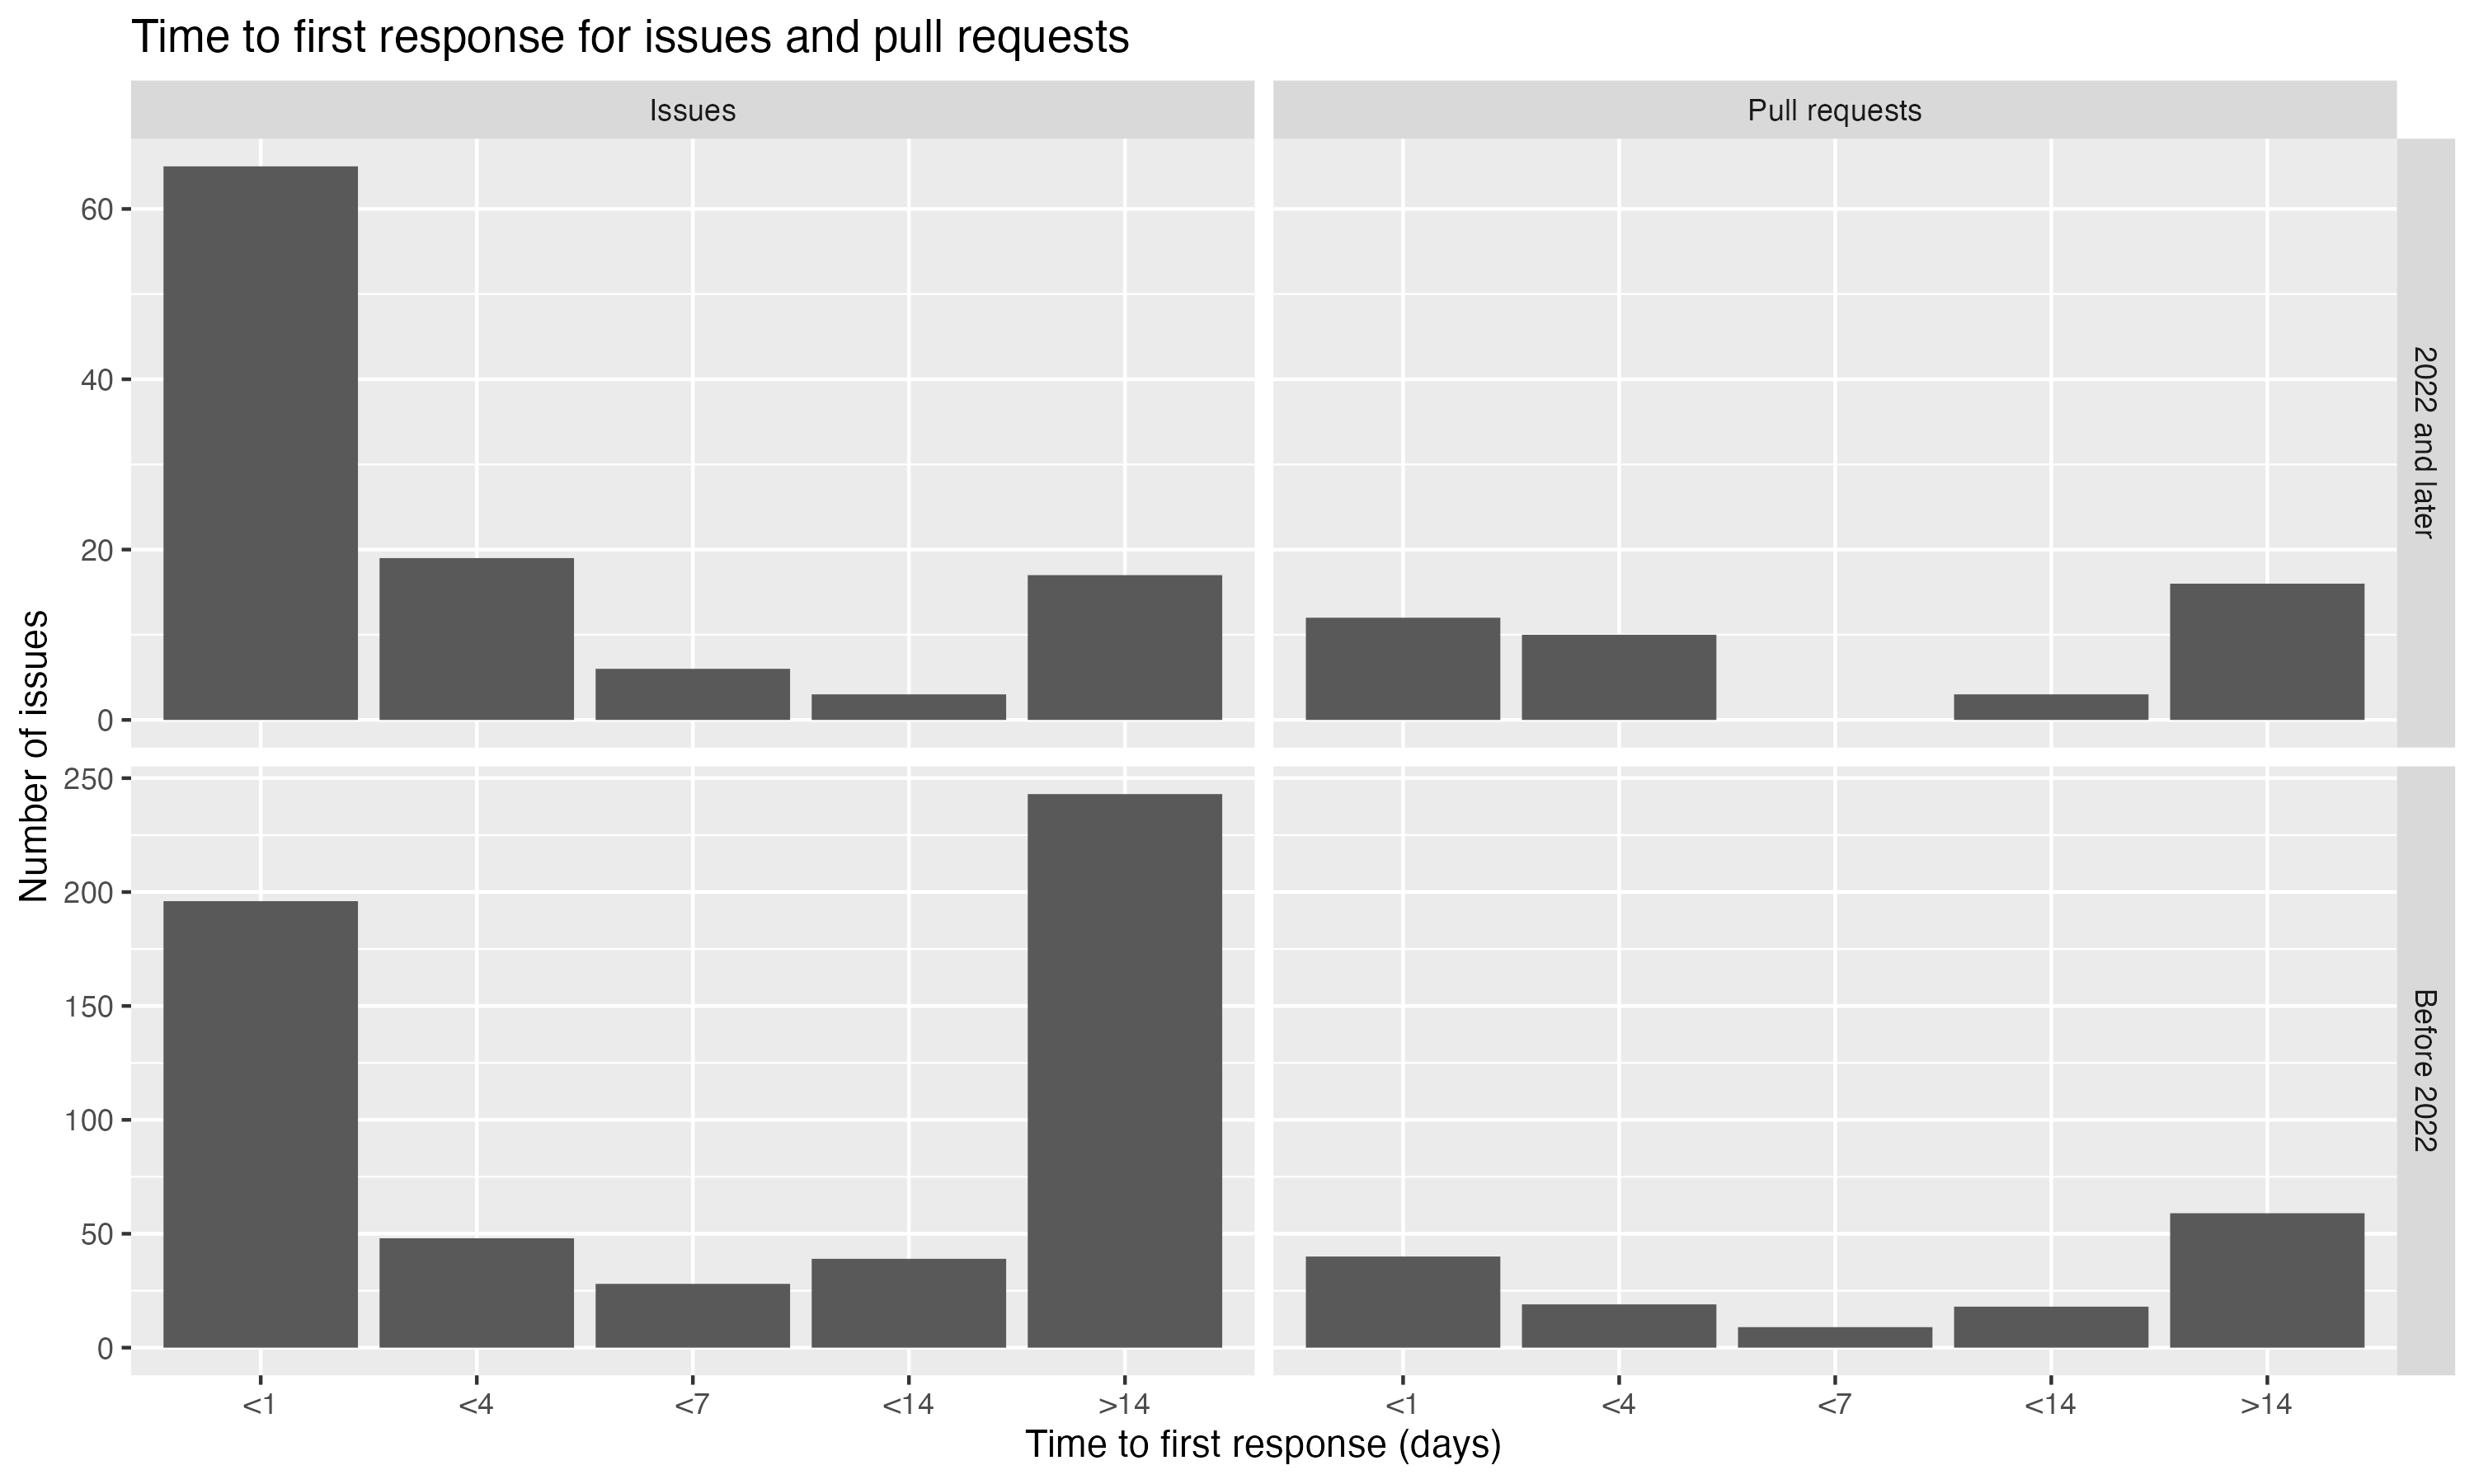 Time to first response for issues and pull requests
Issues
Pull requests
60
40
20
0
2022 and later
Number of issues
250
200
150
100
50
0
Before 2022
<1
<4
<7
<14
>14
<1
<4
<7
<14
>14
Time to first response (days)